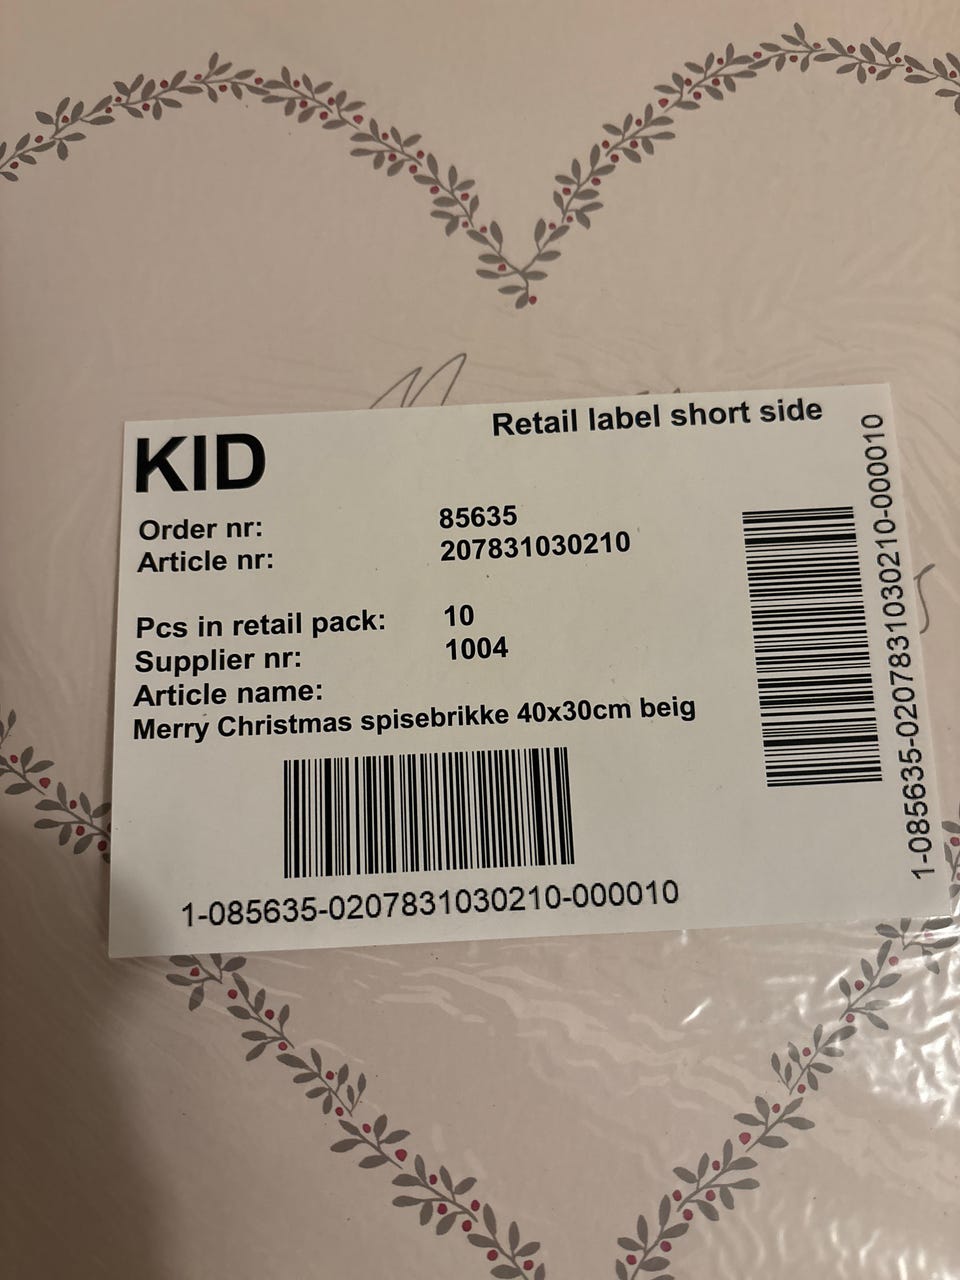 Retail label short side
KID
Order nr: 85635
Article nr: 207831030210
Pcs in retail pack: 10
Supplier nr: 1004
Article name:
Merry Christmas spisebrikke 40x30cm beig
1-085635-0207831030210-000010
1-085635-0207831030210-000010